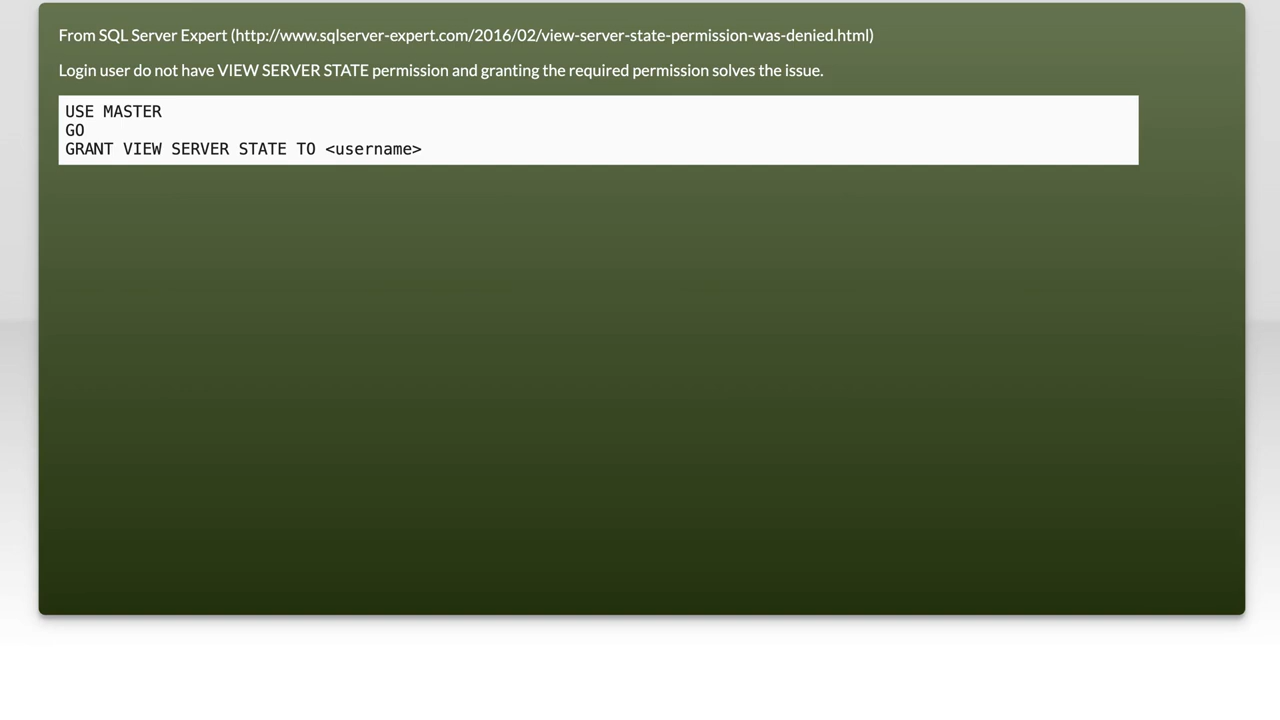 From SQL Server Expert (http://www.sqlserver-expert.com/2016/02/view-server-state-permission-was-denied.html)
Login user do not have VIEW SERVER STATE permission and granting the required permission solves the issue.
USE MASTER
GO
GRANT VIEW SERVER STATE TO <username>